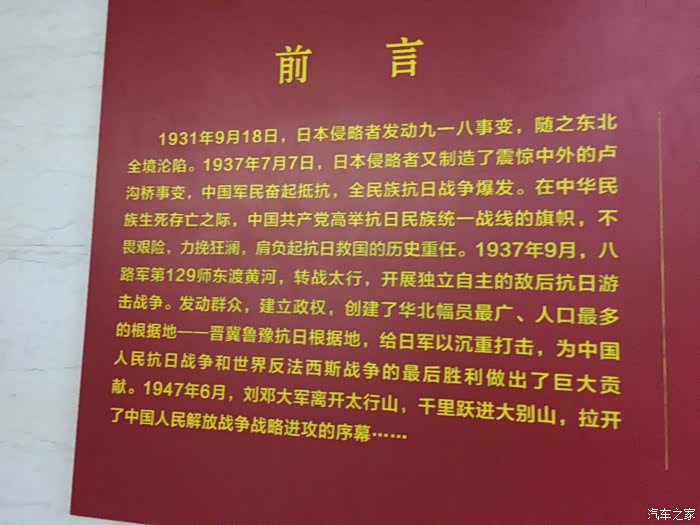 前 言
1931年9月18日，日本侵略者发动九一八事变，随之东北
全境沦陷。1937年7月7日，日本侵略者又制造了震惊中外的卢
沟桥事变，中国军民奋起抵抗，全民族抗日战争爆发。在中华民
族生死存亡之际，中国共产党高举抗日民族统一战线的旗帜，不
畏艰险，力挽狂澜，肩负起抗日救国的历史重任。1937年9月，八
路军第129师东渡黄河，转战太行，开展独立自主的敌后抗日游
击战争。发动群众，建立政权，创建了华北幅员最广、人口最多
的根据地——晋冀鲁豫抗日根据地，给日军以沉重打击，为中国
人民抗日战争和世界反法西斯战争的最后胜利做出了巨大贡
献。1947年6月，刘邓大军离开太行山，千里跃进大别山，拉开
了中国人民解放战争战略进攻的序幕……
汽车之家